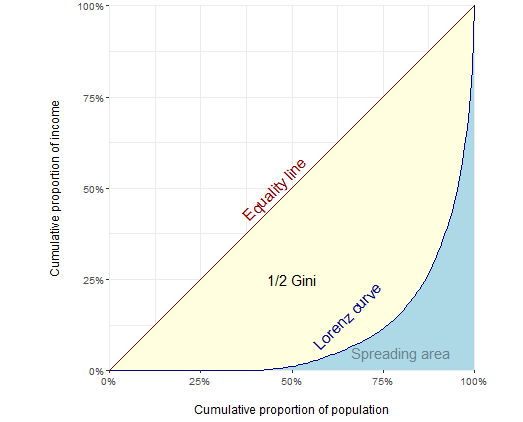 100%
75%
50%
25%
0%
Cumulative proportion of income
Equality line
1/2 Gini
Lorenz curve
Spreading area
0%
25%
50%
75%
100%
Cumulative proportion of population